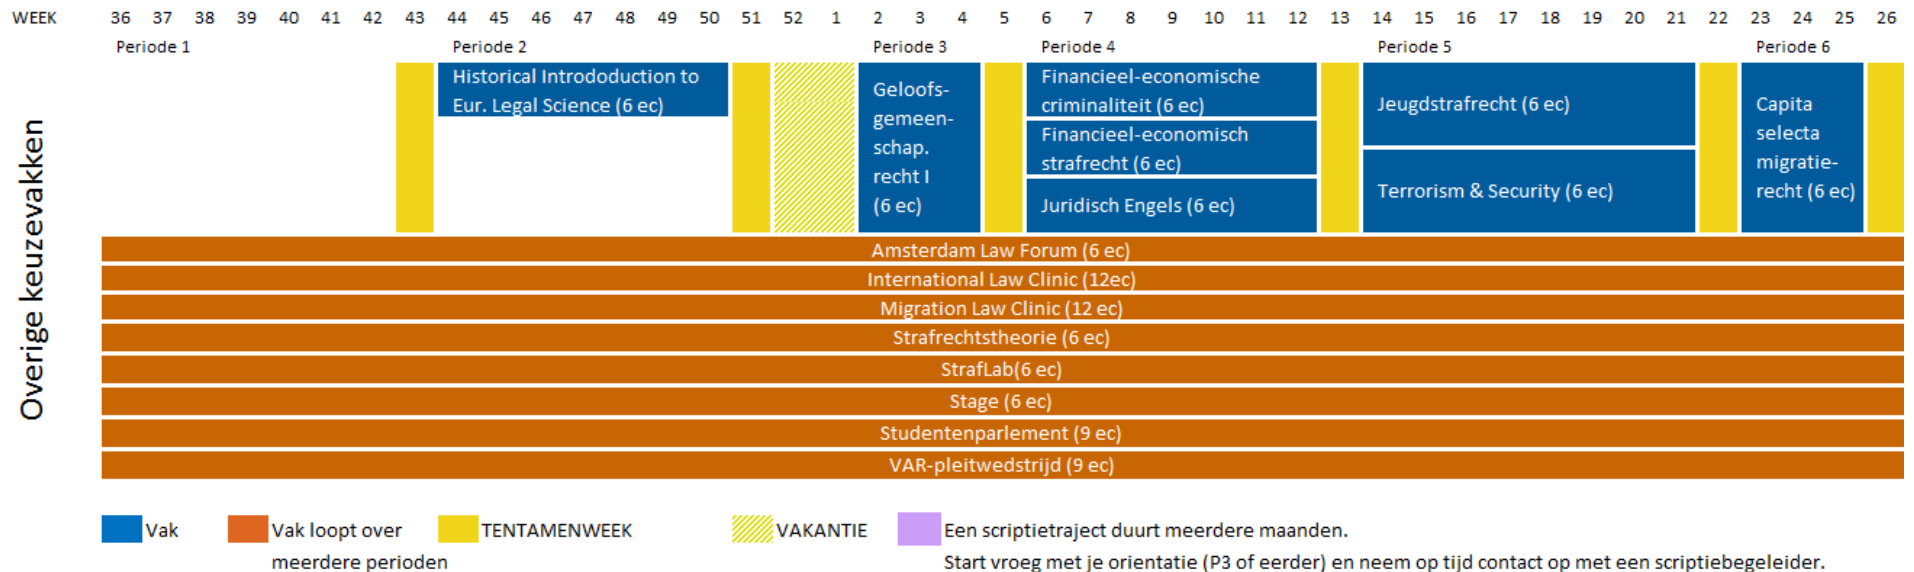 WEEK 36 37 38 39 40 41 42 43 44 45 46 47 48 49 50 51 52 1 2 3 4 5 6 7 8 9 10 11 12 13 14 15 16 17 18 19 20 21 22 23 24 25 26
Periode 1 Periode 2 Periode 3 Periode 4 Periode 5 Periode 6
Overige keuzevakken
Historical Intrododuction to
Eur. Legal Science (6 ec)
Geloofs-
gemeen-
schap.
recht I
(6 ec)
Financieel-economische
criminaliteit (6 ec)
Financieel-economisch
strafrecht (6 ec)
Juridisch Engels (6 ec)
Jeugdstrafrecht (6 ec)
Terrorism & Security (6 ec)
Capita
selecta
migratie-
recht (6 ec)
Amsterdam Law Forum (6 ec)
International Law Clinic (12ec)
Migration Law Clinic (12 ec)
Strafrechtstheorie (6 ec)
StrafLab(6 ec)
Stage (6 ec)
Studentenparlement (9 ec)
VAR-pleitwedstrijd (9 ec)
Vak
Vak loopt over
meerdere perioden
TENTAMENWEEK
VAKANTIE
Een scriptietraject duurt meerdere maanden.
Start vroeg met je orientatie (P3 of eerder) en neem op tijd contact op met een scriptiebegeleider.